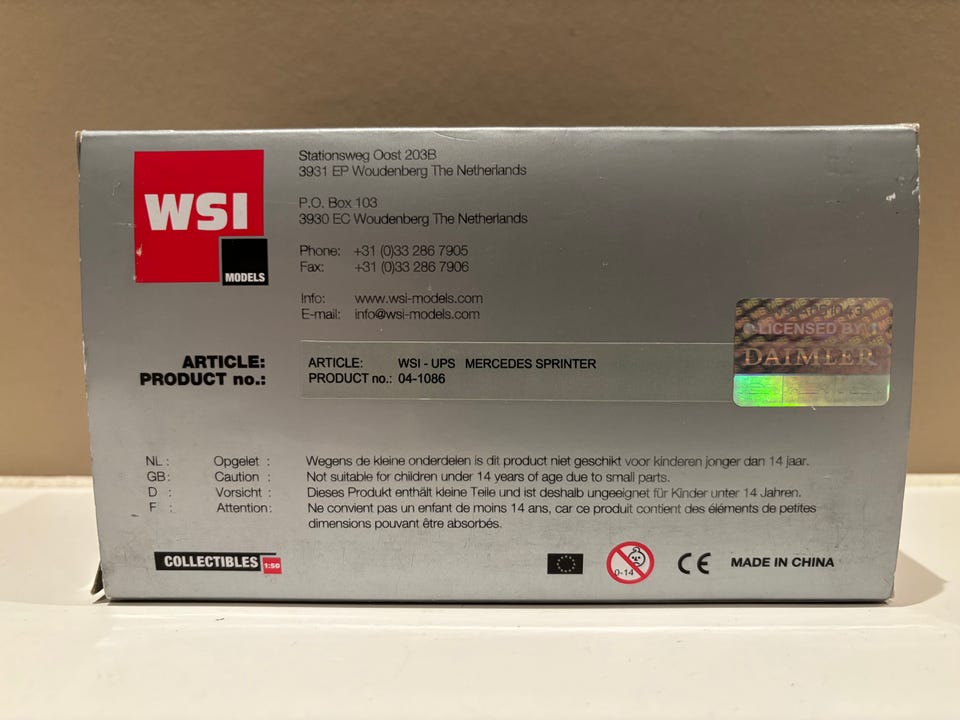 WSI
MODELS
Stationsweg Oost 203B
3931 EP Woudenberg The Netherlands
P.O. Box 103
3930 EC Woudenberg The Netherlands
Phone: +31 (0)33 286 7905
Fax: +31 (0)33 286 7906
Info: www.wsi-models.com
E-mail: info@wsi-models.com
LICENSED BY
DAIMLER
ARTICLE: ARTICLE: WSI - UPS MERCEDES SPRINTER
PRODUCT no.: PRODUCT no.: 04-1086
NL : Opgelet : Wegens de kleine onderdelen is dit product niet geschikt voor kinderen jonger dan 14 jaar.
GB : Caution : Not suitable for children under 14 years of age due to small parts.
D : Vorsicht : Dieses Produkt enthält kleine Teile und ist deshalb ungeeignet für Kinder unter 14 Jahren.
F : Attention : Ne convient pas un enfant de moins 14 ans, car ce produit contient des éléments de petites
dimensions pouvant être absorbés.
COLLECTIBLES 1:50
0-14
CE
MADE IN CHINA